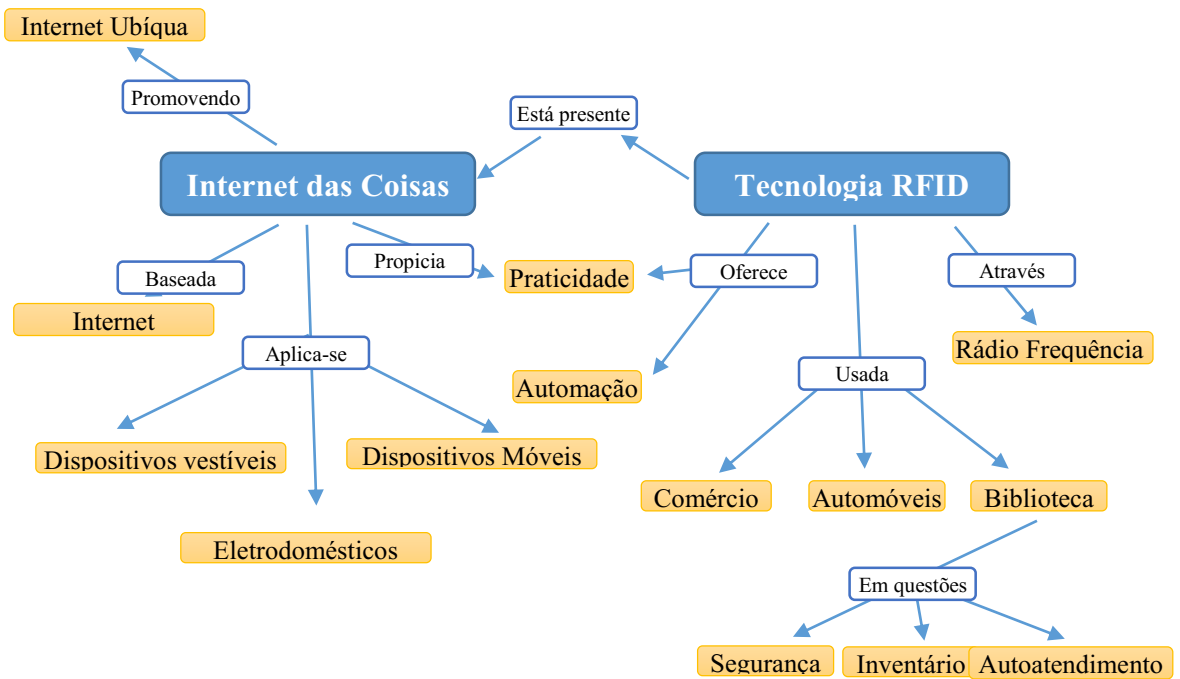 Internet Ubíqua
Promovendo
Está presente
Internet das Coisas
Tecnologia RFID
Baseada
Propicia
Oferece
Através
Praticidade
Internet
Rádio Frequência
Aplica-se
Usada
Automação
Dispositivos vestíveis
Dispositivos Móveis
Comércio
Automóveis
Biblioteca
Eletrodomésticos
Em questões
Segurança
Inventário
Autoatendimento